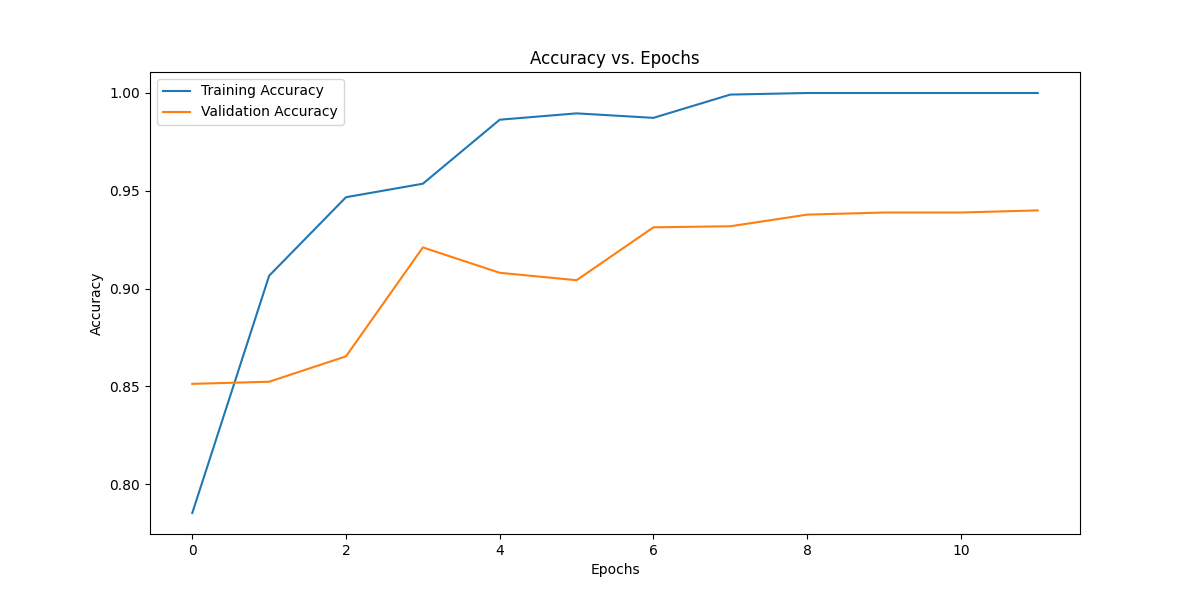 Accuracy vs. Epochs
Training Accuracy
Validation Accuracy
1.00
0.95
0.90
0.85
0.80
Accuracy
0 2 4 6 8 10
Epochs